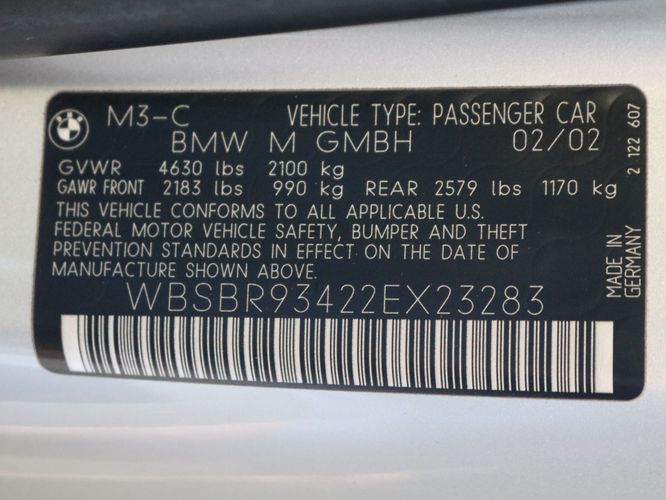 M3-C VEHICLE TYPE: PASSENGER CAR
BMW M GMBH 02/02
GVWR 4630 lbs 2100 kg
GAWR FRONT 2183 lbs 990 kg REAR 2579 lbs 1170 kg
THIS VEHICLE CONFORMS TO ALL APPLICABLE U.S.
FEDERAL MOTOR VEHICLE SAFETY, BUMPER AND THEFT
PREVENTION STANDARDS IN EFFECT ON THE DATE OF
MANUFACTURE SHOWN ABOVE.
WBSBR93422EX23283
MADE IN
GERMANY
2 122 607